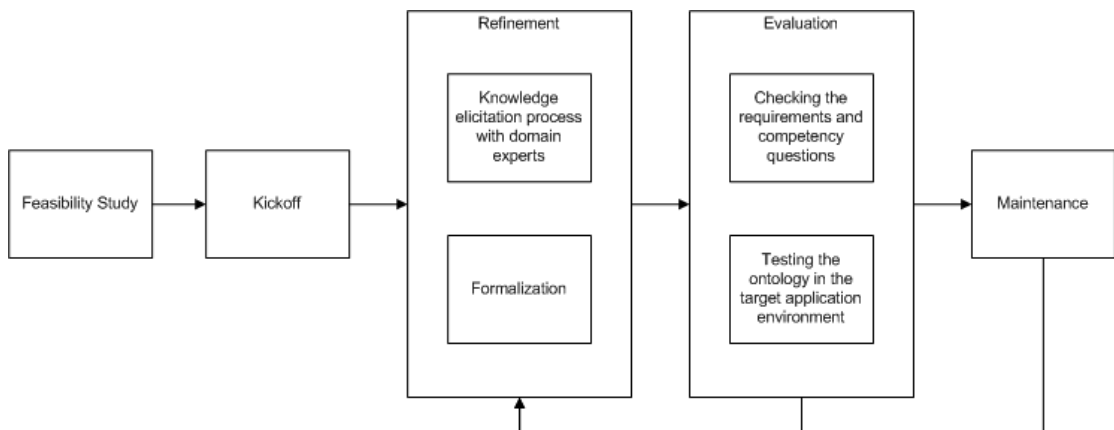 Feasibility Study
Kickoff
Refinement
Knowledge
elicitation process
with domain
experts
Formalization
Evaluation
Checking the
requirements and
competency
questions
Testing the
ontology in the
target application
environment
Maintenance